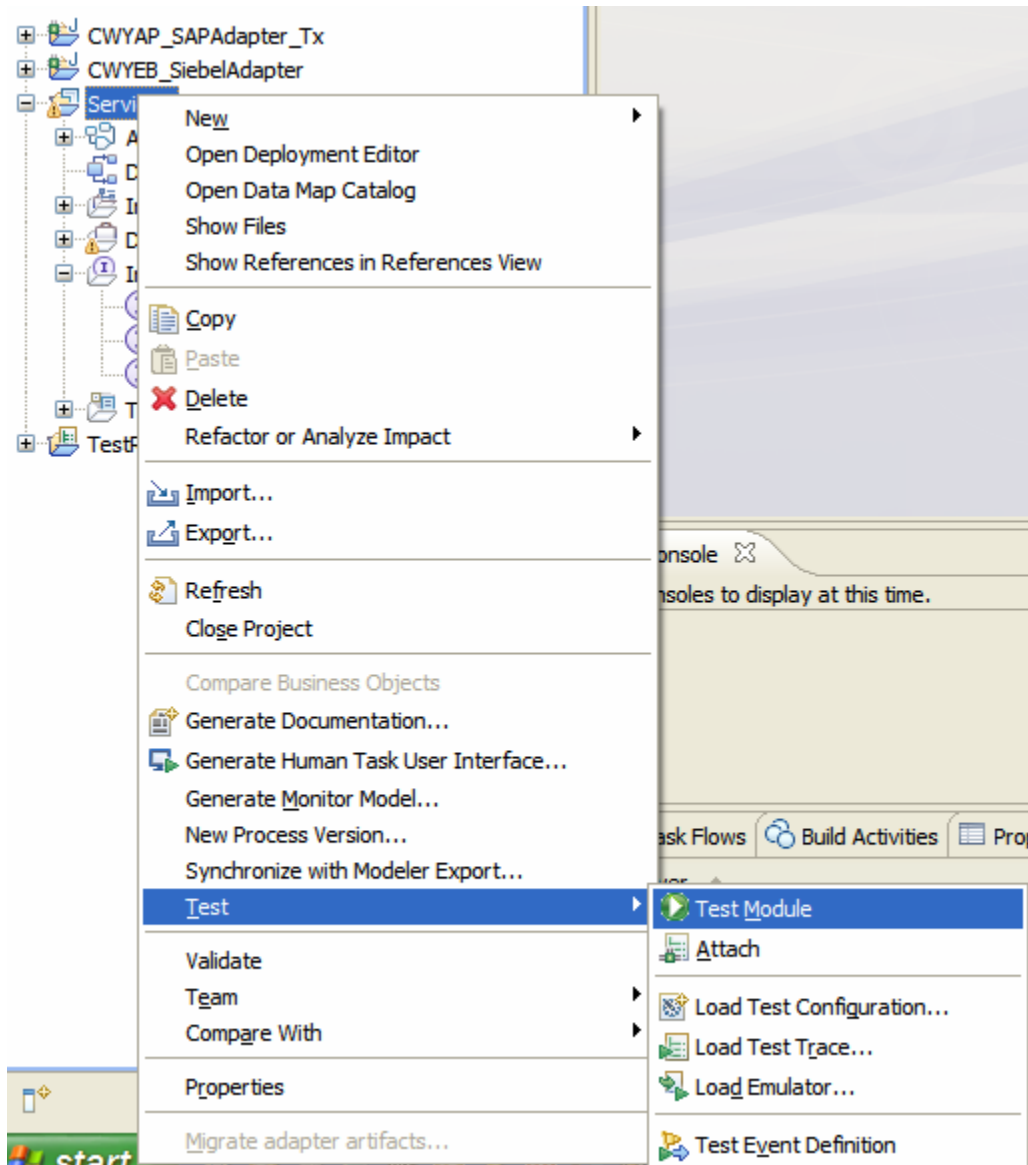 CWYAP_SAPAdapter_Tx
CWYEB_SiebelAdapter
New
Open Deployment Editor
Open Data Map Catalog
Show Files
Show References in References View
Copy
Paste
Delete
Refactor or Analyze Impact
Import...
Export...
Refresh
Close Project
Compare Business Objects
Generate Documentation...
Generate Human Task User Interface...
Generate Monitor Model...
New Process Version...
Synchronize with Modeler Export...
Test
Validate
Team
Compare With
Properties
Migrate adapter artifacts...
Test Module
Attach
Load Test Configuration...
Load Test Trace...
Load Emulator...
Test Event Definition
onsole
nsoles to display at this time.
ask Flows Build Activities Prop
start